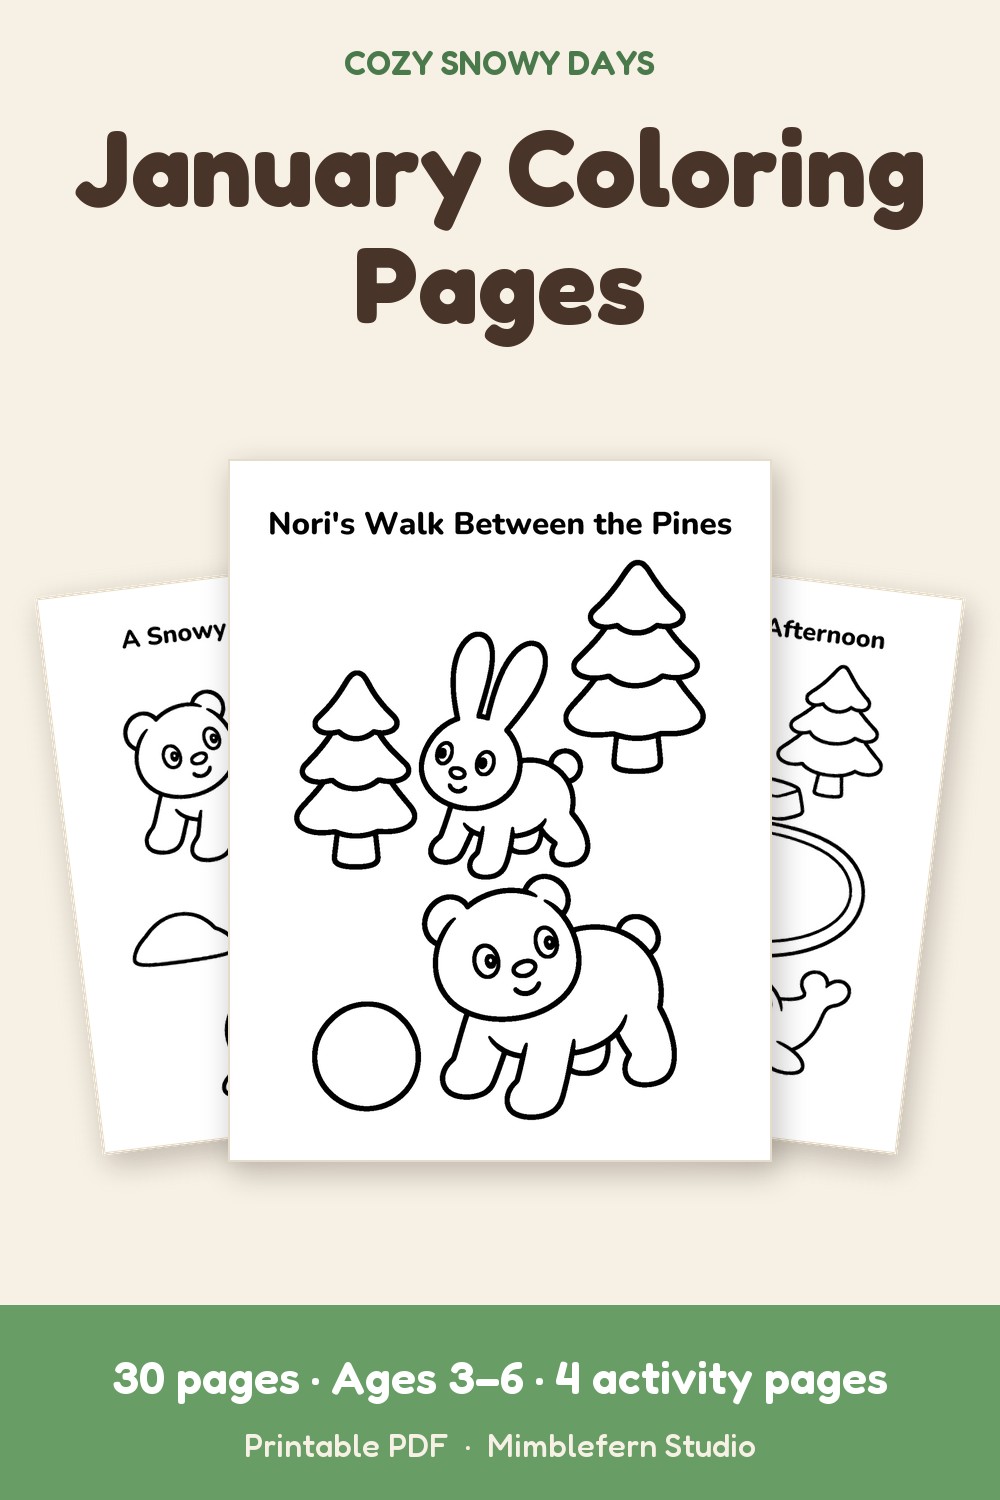 COZY SNOWY DAYS
January Coloring
Pages
Nori's Walk Between the Pines
A Snowy
Afternoon
30 pages · Ages 3–6 · 4 activity pages
Printable PDF · Mimblefern Studio